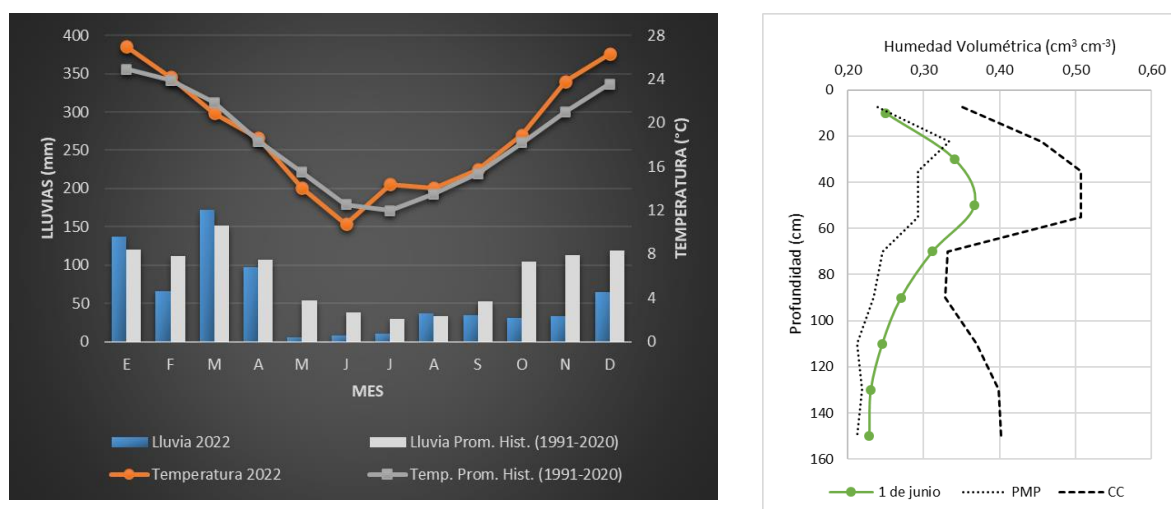 400
350
300
250
200
150
100
50
0
LLUVIAS (mm)
28
24
20
16
12
8
4
0
TEMPERATURA (°C)
E F M A M J J A S O N D
MES
Lluvia 2022 Lluvia Prom. Hist. (1991-2020)
Temperatura 2022 Temp. Prom. Hist. (1991-2020)
Humedad Volumétrica (cm³ cm⁻³)
0,20 0,30 0,40 0,50 0,60
0
20
40
60
80
100
120
140
160
Profundidad (cm)
1 de junio PMP CC